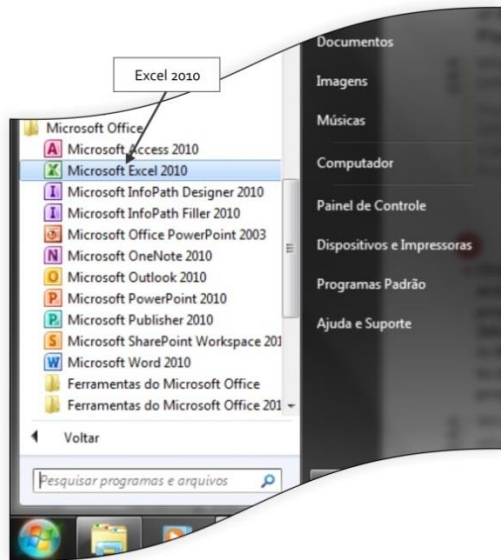 Excel 2010
Microsoft Office
Microsoft Access 2010
Microsoft Excel 2010
Microsoft InfoPath Designer 2010
Microsoft InfoPath Filler 2010
Microsoft Office PowerPoint 2003
Microsoft OneNote 2010
Microsoft Outlook 2010
Microsoft PowerPoint 2010
Microsoft Publisher 2010
Microsoft SharePoint Workspace 201
Microsoft Word 2010
Ferramentas do Microsoft Office
Ferramentas do Microsoft Office 201
Voltar
Pesquisar programas e arquivos
Documentos
Imagens
Músicas
Computador
Painel de Controle
Dispositivos e Impressoras
Programas Padrão
Ajuda e Suporte